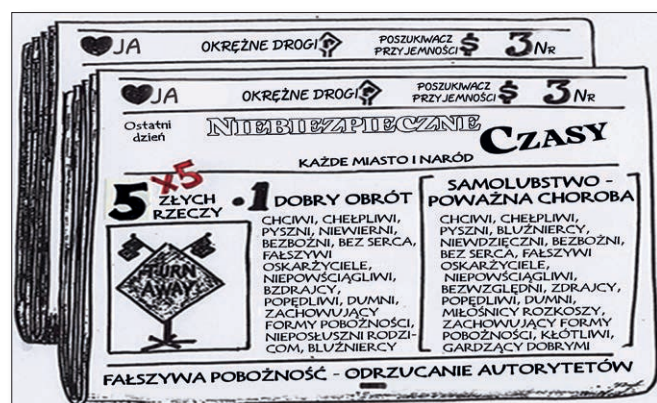 JA OKRĘŻNE DROGI POSZUKIWACZ PRZYJEMNOŚCI $ 3 NR
JA OKRĘŻNE DROGI POSZUKIWACZ PRZYJEMNOŚCI $ 3 NR
Ostatni dzień
NIEBIEZPIECZNE CZASY
KAŻDE MIASTO I NARÓD
5 x5 ZŁYCH RZECZY
TURN AWAY
•1 DOBRY OBRÓT
CHCIWI, CHEŁPLIWI,
PYSZNI, NIEWIERNI,
BEZBOŻNI, BEZ SERCA,
FAŁSZYWI
OSKARŻYCIELE,
NIEPOWŚCIĄGLIWI,
BZDRAJCY,
POPĘDLIWI, DUMNI,
ZACHOWUJĄCY
FORMY POBOŻNOŚCI,
NIEPOSŁUSZNI RODZI-
COM, BLUŹNIERCY
SAMOLUBSTWO -
POWAŻNA CHOROBA
CHCIWI, CHEŁPLIWI,
PYSZNI, BLUŹNIERCY,
NIEWDZIĘCZNI, BEZBOŻNI,
BEZ SERCA, FAŁSZYWI
OSKARŻYCIELE,
NIEPOWŚCIĄGLIWI,
BEZWZGLĘDNI, ZDRAJCY,
POPĘDLIWI, DUMNI,
MIŁOŚNICY ROZKOSZY,
ZACHOWUJĄCY FORMY
POBOŻNOŚCI, KŁÓTLIWI,
GARDZĄCY DOBRYMI
FAŁSZYWA POBOŻNOŚĆ - ODRZUCANIE AUTORYTETÓW